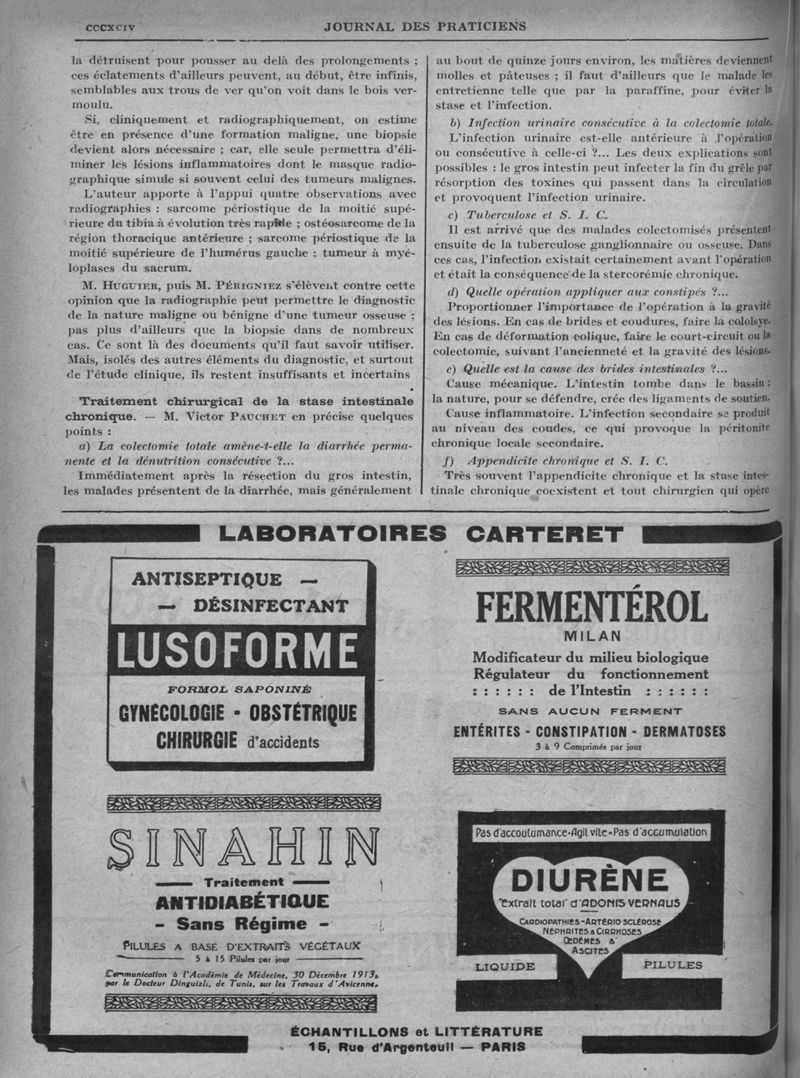 CCCXCIV
JOURNAL DES PRATICIENS
la détruisent pour pousser au delà des prolongements ;
ces éclatements d'ailleurs peuvent, au début, être infinis,
semblables aux trous de ver qu'on voit dans le bois ver-
moulu.
Si, cliniquement et radiographiquement, on estime
être en présence d'une formation maligne, une biopsie
devient alors nécessaire ; car, elle seule permettra d'éli-
miner les lésions inflammatoires dont le masque radio-
graphique simule si souvent celui des tumeurs malignes.
L'auteur apporte à l'appui quatre observations avec
radiographies : sarcome périostique de la moitié supé-
rieure du tibia à évolution très rapide ; ostéosarcome de la
région thoracique antérieure ; sarcome périostique de la
moitié supérieure de l'humérus gauche : tumeur à myé-
loplases du sacrum.
M. HUGUIER, puis M. PÉRIGNIEZ s'élèvent contre cette
opinion que la radiographie peut permettre le diagnostic
de la nature maligne ou bénigne d'une tumeur osseuse ;
pas plus d'ailleurs que la biopsie dans de nombreux
cas. Ce sont là des documents qu'il faut savoir utiliser.
Mais, isolés des autres éléments du diagnostic, et surtout
de l'étude clinique, ils restent insuffisants et incertains
Traitement chirurgical de la stase intestinale
chronique. — M. Victor PAUCHET en précise quelques
points :
a) La colectomie totale amène-t-elle la diarrhée perma-
nente et la dénutrition consécutive ?...
Immédiatement après la résection du gros intestin,
les malades présentent de la diarrhée, mais généralement
au bout de quinze jours environ, les matières deviennent
molles et pâteuses ; il faut d'ailleurs que le malade les
entretienne telle que par la paraffine, pour éviter la
stase et l'infection.
b) Infection urinaire consécutive à la colectomie totale.
L'infection urinaire est-elle antérieure à l'opération
ou consécutive à celle-ci ?... Les deux explications sont
possibles : le gros intestin peut infecter la fin du grêle par
résorption des toxines qui passent dans la circulation
et provoquent l'infection urinaire.
c) Tuberculose et S. I. C.
Il est arrivé que des malades colectomisés présentent
ensuite de la tuberculose ganglionnaire ou osseuse. Dans
ces cas, l'infection existait certainement avant l'opération
et était la conséquence de la stercorémie chronique.
d) Quelle opération appliquer aux constipés ?...
Proportionner l'importance de l'opération à la gravité
des lésions. En cas de brides et coudures, faire la cololsye.
En cas de déformation colique, faire le court-circuit ou la
colectomie, suivant l'ancienneté et la gravité des lésions.
e) Quelle est la cause des brides intestinales ?...
Cause mécanique. L'intestin tombe dans le bassin ;
la nature, pour se défendre, crée des ligaments de soutien.
Cause inflammatoire. L'infection secondaire se produit
au niveau des coudes, ce qui provoque la péritonite
chronique locale secondaire.
f) Appendicite chronique et S. I. C.
Très souvent l'appendicite chronique et la stase intes-
tinale chronique coexistent et tout chirurgien qui opère
LABORATOIRES CARTERET
ANTISEPTIQUE —
— DÉSINFECTANT
LUSOFORME
FORMOL SAPONINÉ
GYNÉCOLOGIE - OBSTÉTRIQUE
CHIRURGIE d'accidents
FERMENTÉROL
MILAN
Modificateur du milieu biologique
Régulateur du fonctionnement
: : : : : : de l'Intestin : : : : : :
SANS AUCUN FERMENT
ENTÉRITES - CONSTIPATION - DERMATOSES
3 à 9 Comprimés par jour
SINAHIN
Traitement
ANTIDIABÉTIQUE
- Sans Régime -
PILULES A BASE D'EXTRAITS VÉGÉTAUX
5 à 15 Pilules par jour
Communication à l'Académie de Médecine, 30 Décembre 1913,
par le Docteur Dinguizli, de Tunis, sur les Travaux d'Avicenne.
Pas d'accoutumance-Agit vite-Pas d'accumulation
DIURÈNE
"Extrait total" d'ADONIS VERNALIS
CARDIOPATHIES-ARTÉRIO SCLÉROSE
NÉPHRITES & CIRRHOSES
ŒDÈMES &
ASCITES
LIQUIDE
PILULES
ÉCHANTILLONS et LITTÉRATURE
15, Rue d'Argenteuil — PARIS